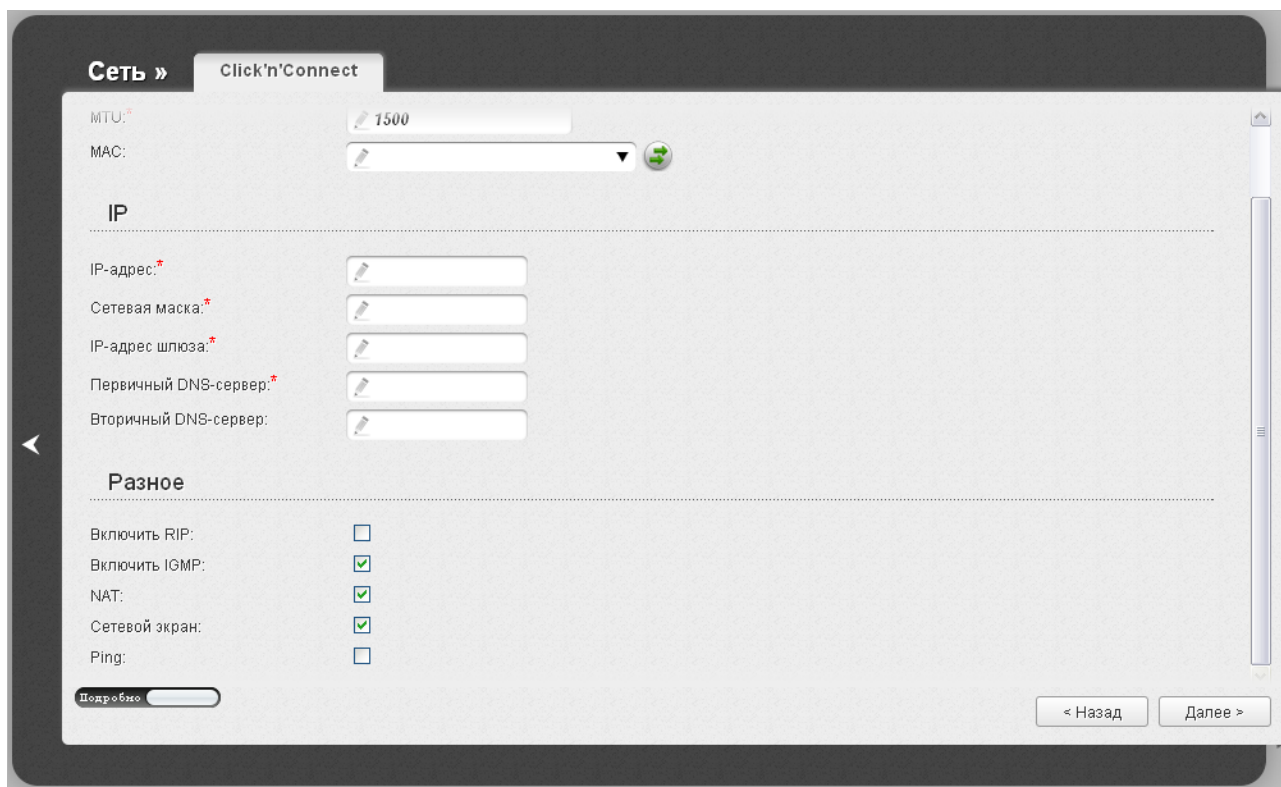 Сеть »
Click'n'Connect
MTU:* 1500
MAC:
IP
IP-адрес:*
Сетевая маска:*
IP-адрес шлюза:*
Первичный DNS-сервер:*
Вторичный DNS-сервер:
Разное
Включить RIP:
Включить IGMP:
NAT:
Сетевой экран:
Ping:
Подробно
< Назад
Далее >